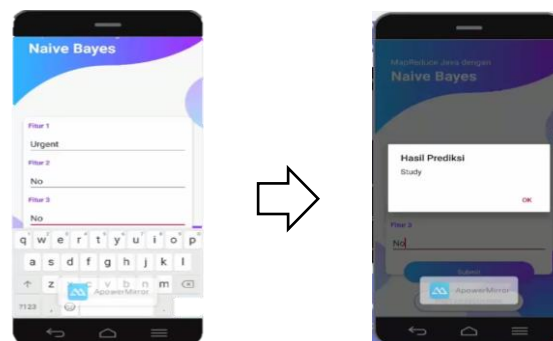 Naive Bayes
Fitur 1
Urgent
Fitur 2
No
Fitur 3
No
q w e r t y u i o p
a s d f g h j k l
z c v b n m
?123 , .
ApowerMirror
MapReduce Java dengan
Naive Bayes
Hasil Prediksi
Study
OK
Fitur 3
No
Submit
ApowerMirror